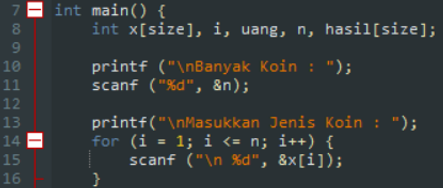 7 int main() {
8 int x[size], i, uang, n, hasil[size];
9
10 printf ("\nBanyak Koin : ");
11 scanf ("%d", &n);
12
13 printf("\nMasukkan Jenis Koin : ");
14 for (i = 1; i <= n; i++) {
15 scanf ("\n %d", &x[i]);
16 }